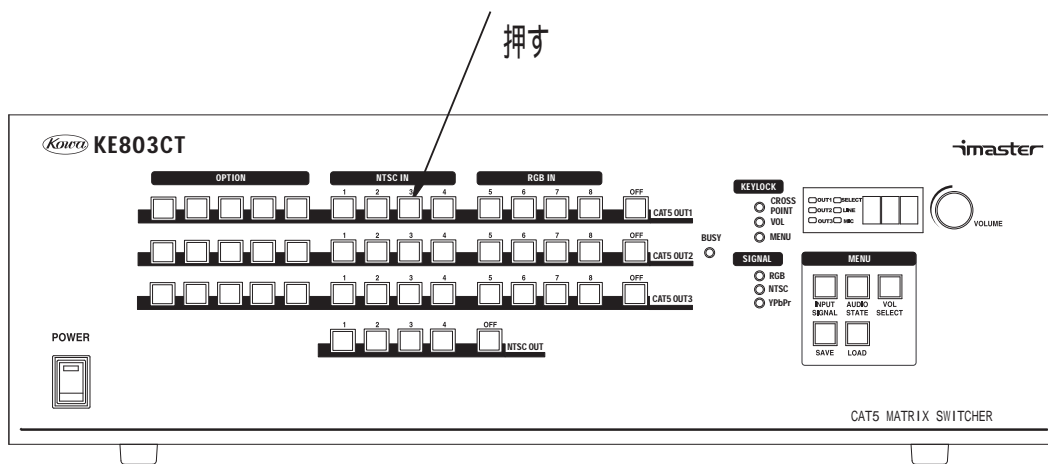 押す
Kowa KE803CT
imaster
OPTION NTSC IN RGB IN
1 2 3 4 5 6 7 8 OFF
CAT5 OUT1
1 2 3 4 5 6 7 8 OFF
CAT5 OUT2
1 2 3 4 5 6 7 8 OFF
CAT5 OUT3
1 2 3 4 OFF
NTSC OUT
BUSY
KEYLOCK
CROSS
POINT
VOL
MENU
SIGNAL
RGB
NTSC
YPbPr
OUT1 SELECT
OUT2 LINE
OUT3 MIC
VOLUME
MENU
INPUT
SIGNAL
AUDIO
STATE
VOL
SELECT
SAVE LOAD
POWER
CAT5 MATRIX SWITCHER